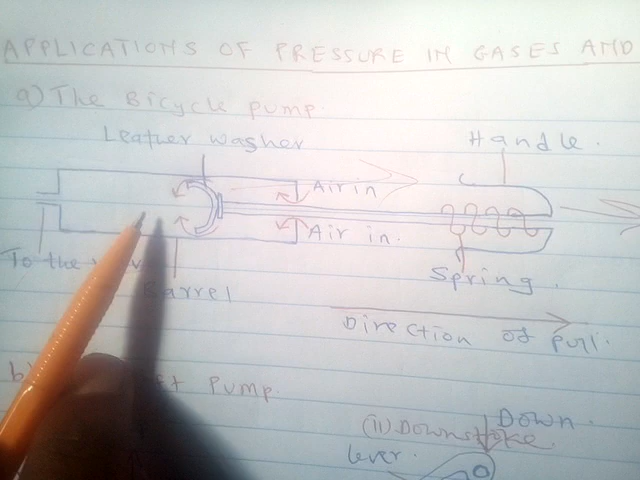 APPLICATIONS OF PRESSURE IN GASES AND
a) The Bicycle pump.
Leather washer
Handle.
Air in
Air in.
To the
Barrel
Spring.
Direction of pull.
b)
Pump.
(ii) Downstroke.
Down.
lever.